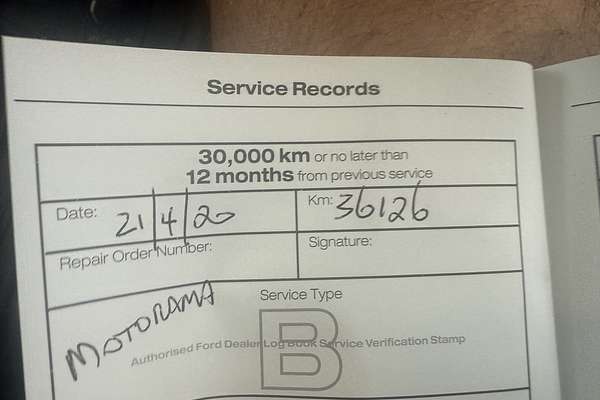 Service Records
30,000 km or no later than
12 months from previous service
Date: 21/4/20
Km: 36126
Repair Order Number:
Signature:
MOTORAMA
Service Type
B
Authorised Ford Dealer Log Book Service Verification Stamp